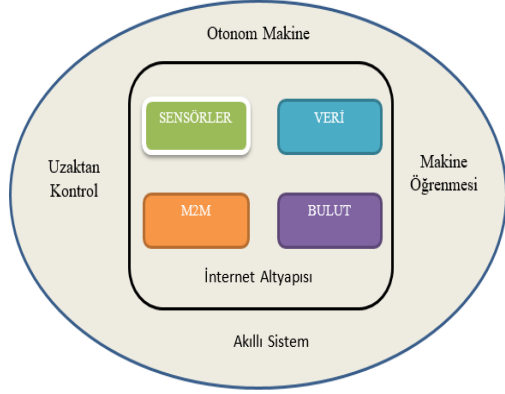 Otonom Makine
SENSÖRLER
VERİ
Uzaktan
Kontrol
Makine
Öğrenmesi
M2M
BULUT
İnternet Altyapısı
Akıllı Sistem